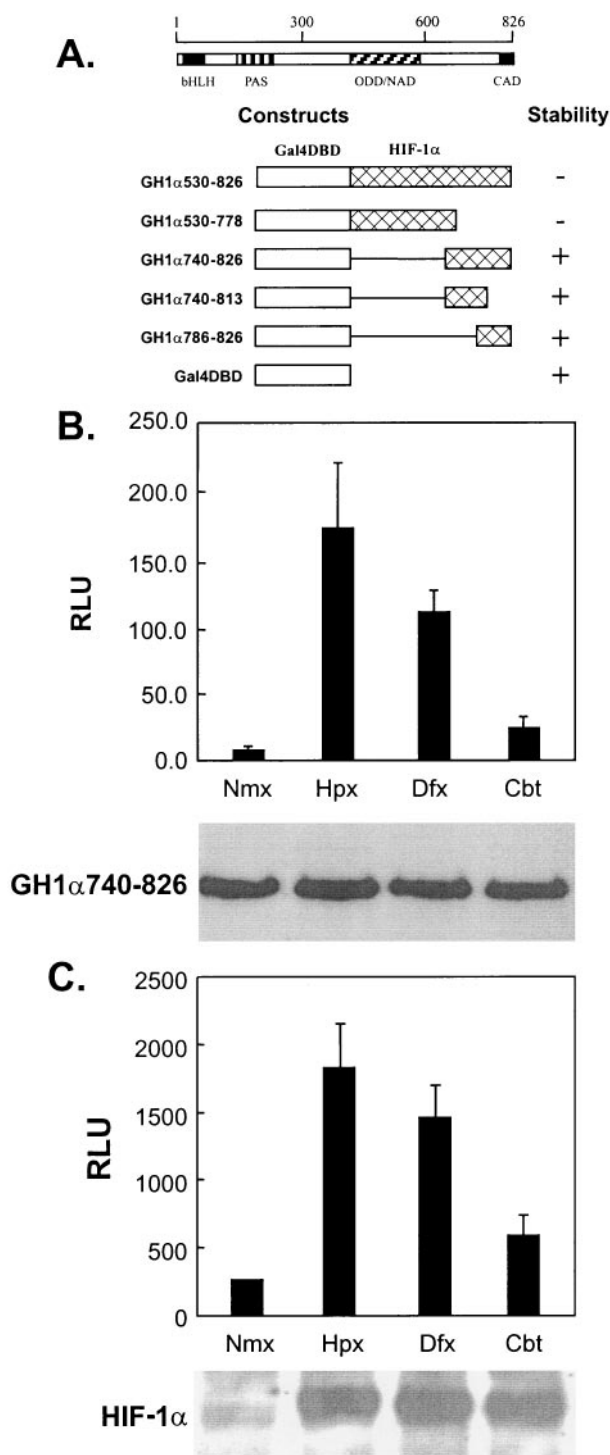 1 300 600 826
A.
bHLH PAS ODD/NAD CAD
Constructs Stability
Gal4DBD HIF-1α
GH1α530-826 -
GH1α530-778 -
GH1α740-826 +
GH1α740-813 +
GH1α786-826 +
Gal4DBD +
B.
250.0
200.0
150.0
100.0
50.0
0.0
RLU
Nmx Hpx Dfx Cbt
GH1α740-826
C.
2500
2000
1500
1000
500
0
RLU
Nmx Hpx Dfx Cbt
HIF-1α